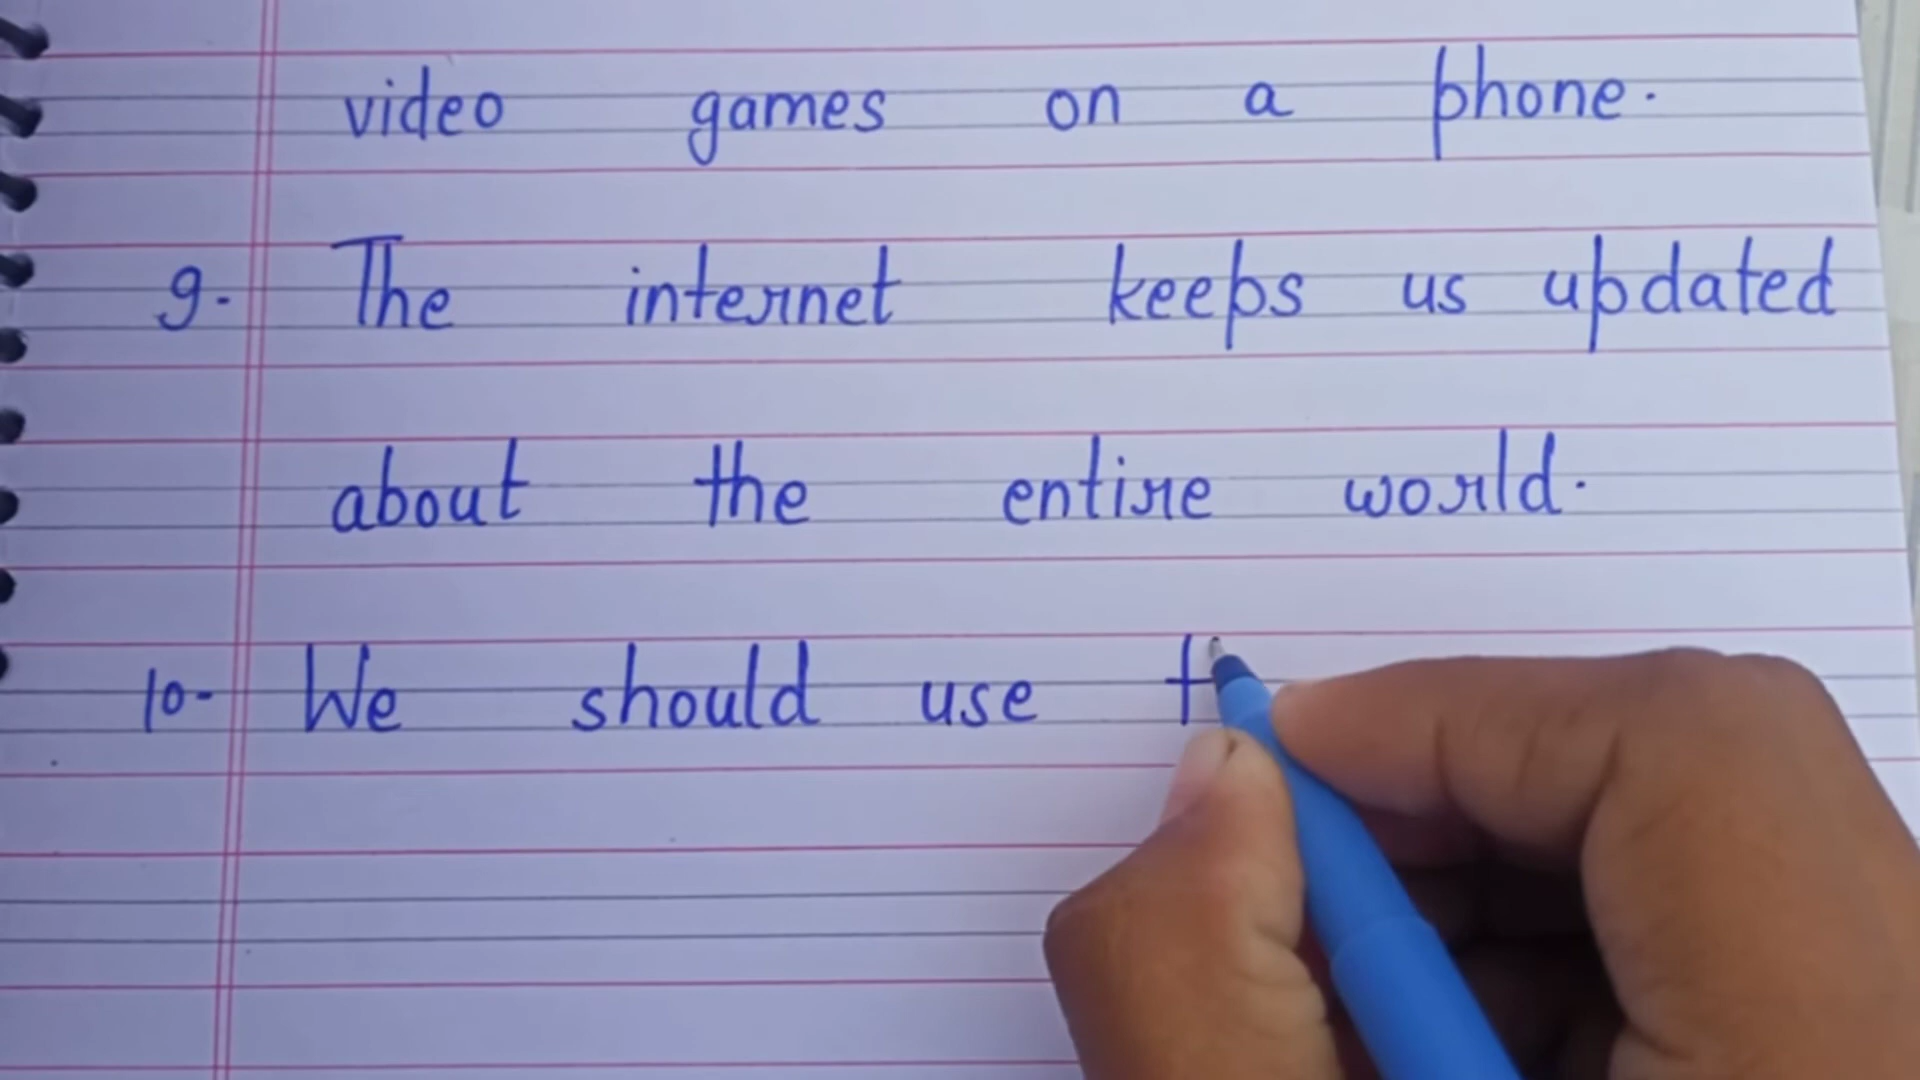 video games on a phone.
9. The internet keeps us updated
about the entire world.
10- We should use t